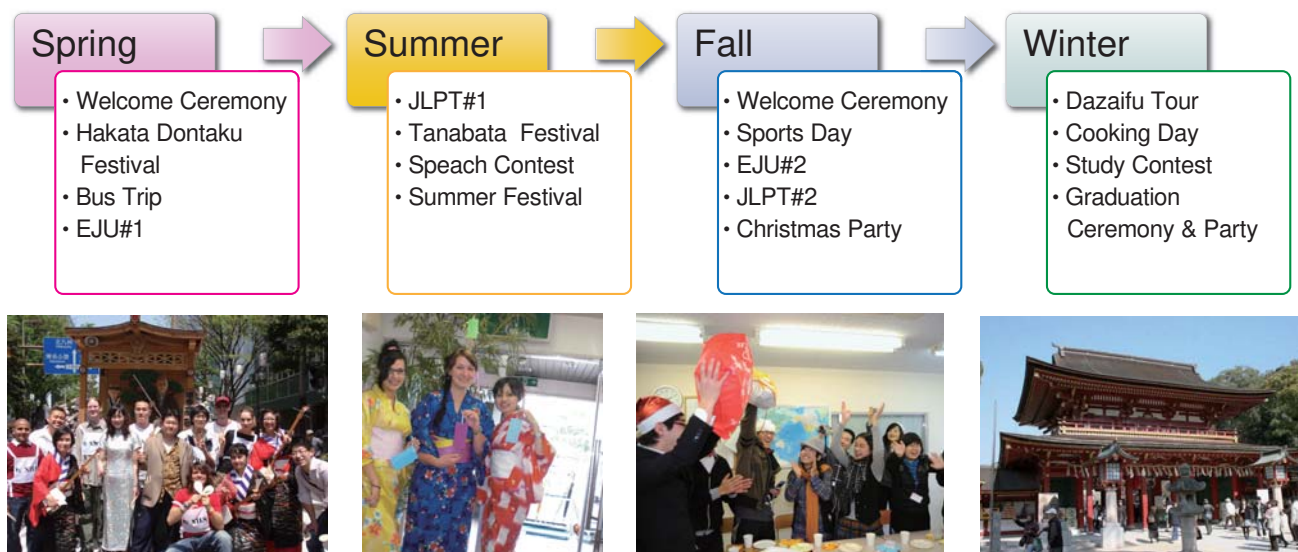 Spring
• Welcome Ceremony
• Hakata Dontaku
Festival
• Bus Trip
• EJU#1
Summer
• JLPT#1
• Tanabata Festival
• Speach Contest
• Summer Festival
Fall
• Welcome Ceremony
• Sports Day
• EJU#2
• JLPT#2
• Christmas Party
Winter
• Dazaifu Tour
• Cooking Day
• Study Contest
• Graduation
Ceremony & Party